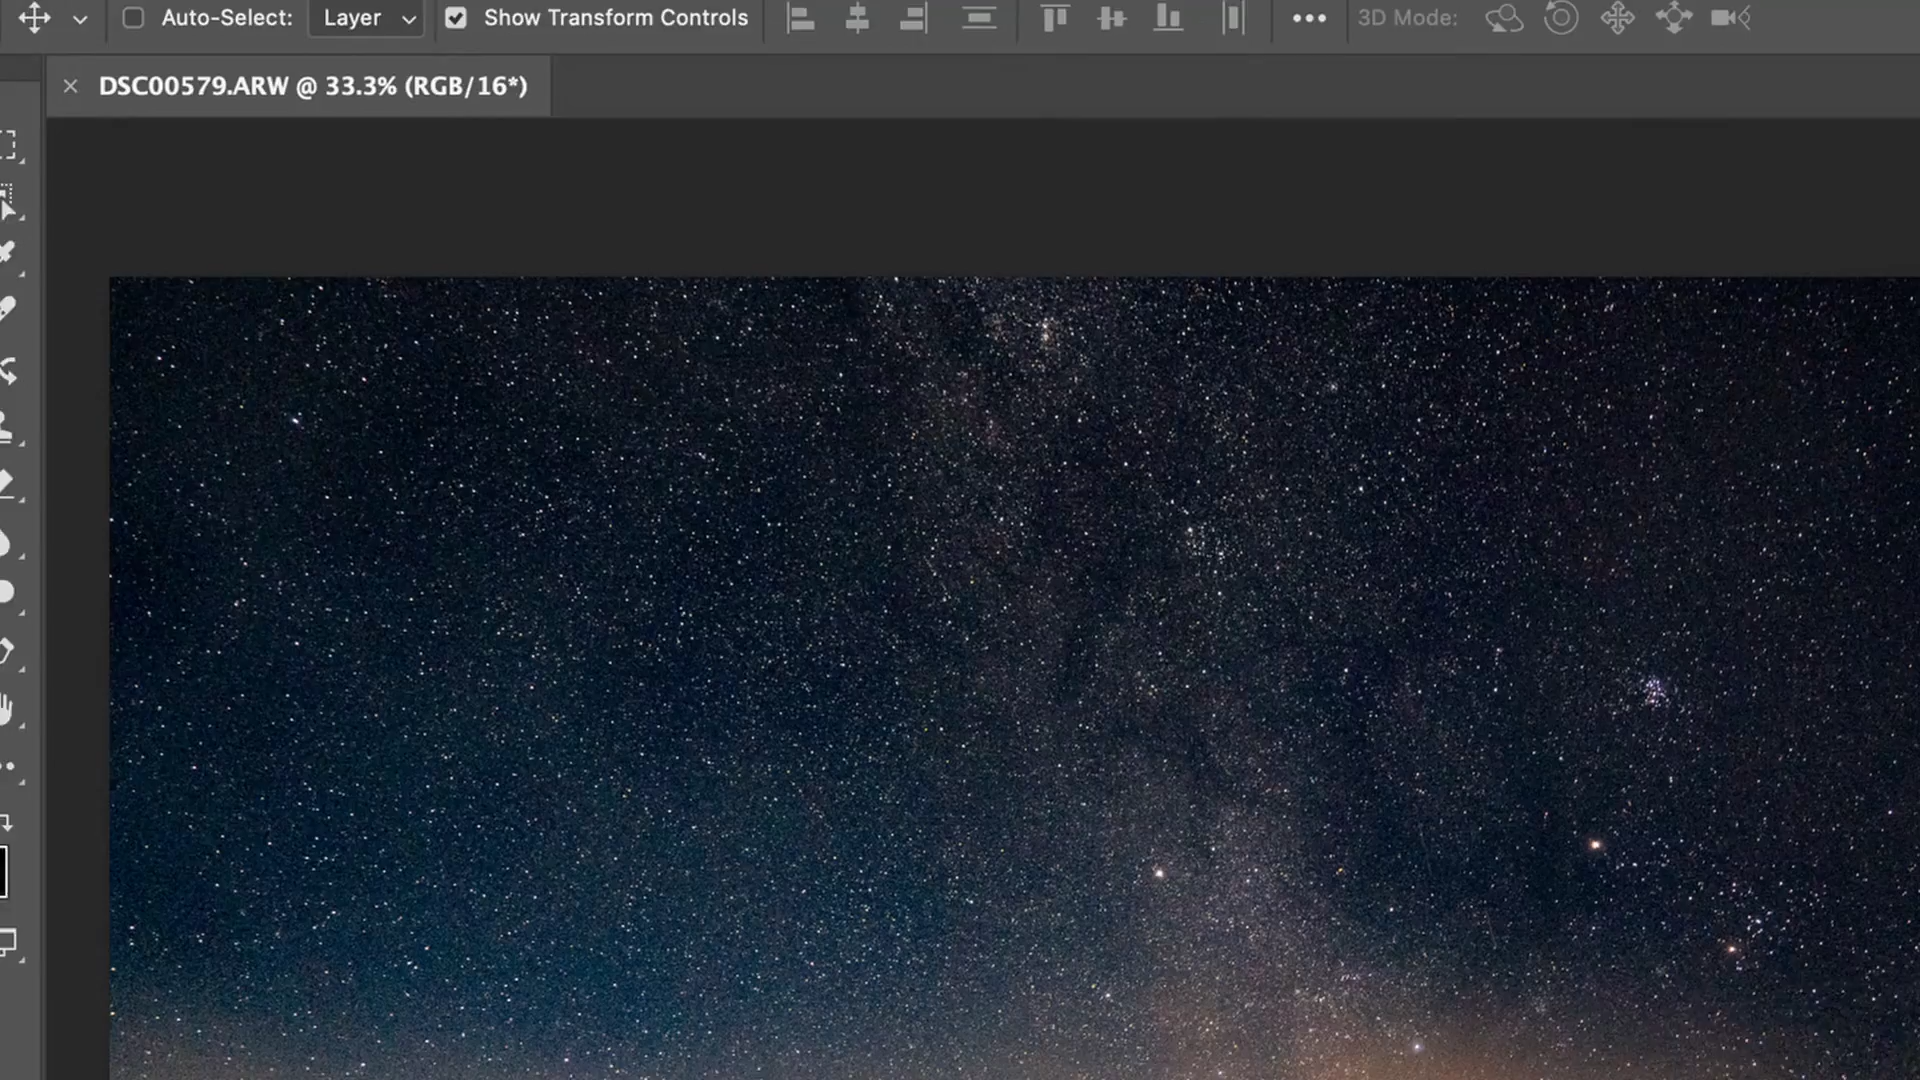 Auto-Select: Layer Show Transform Controls 3D Mode:
DSC00579.ARW @ 33.3% (RGB/16*)